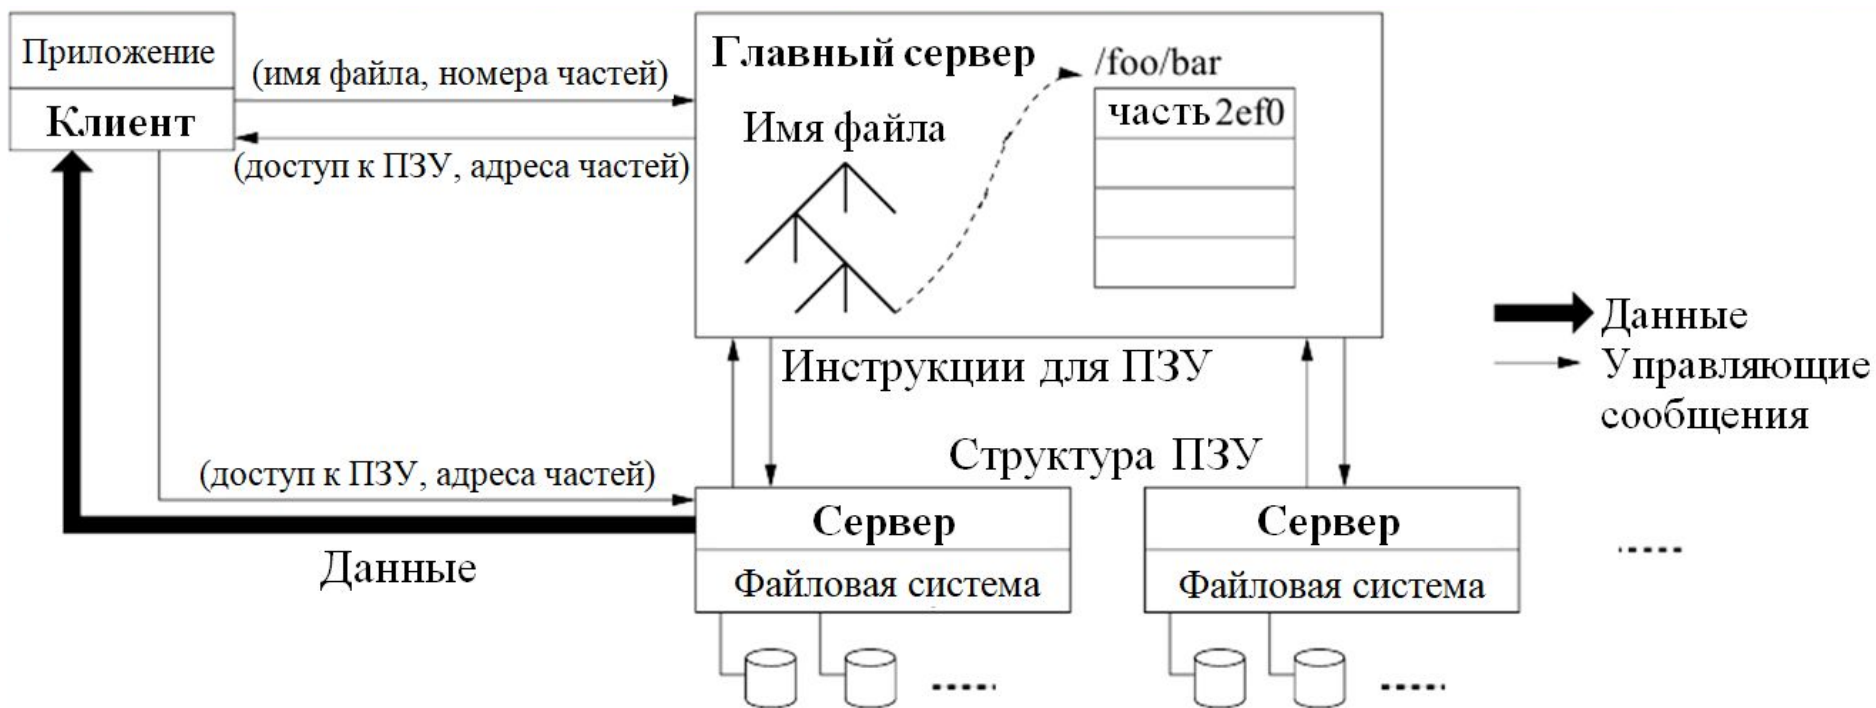 Приложение
Клиент
(имя файла, номера частей)
(доступ к ПЗУ, адреса частей)
Главный сервер
Имя файла
/foo/bar
часть 2ef0
Данные
Управляющие
сообщения
Инструкции для ПЗУ
Структура ПЗУ
(доступ к ПЗУ, адреса частей)
Данные
Сервер
Файловая система
Сервер
Файловая система